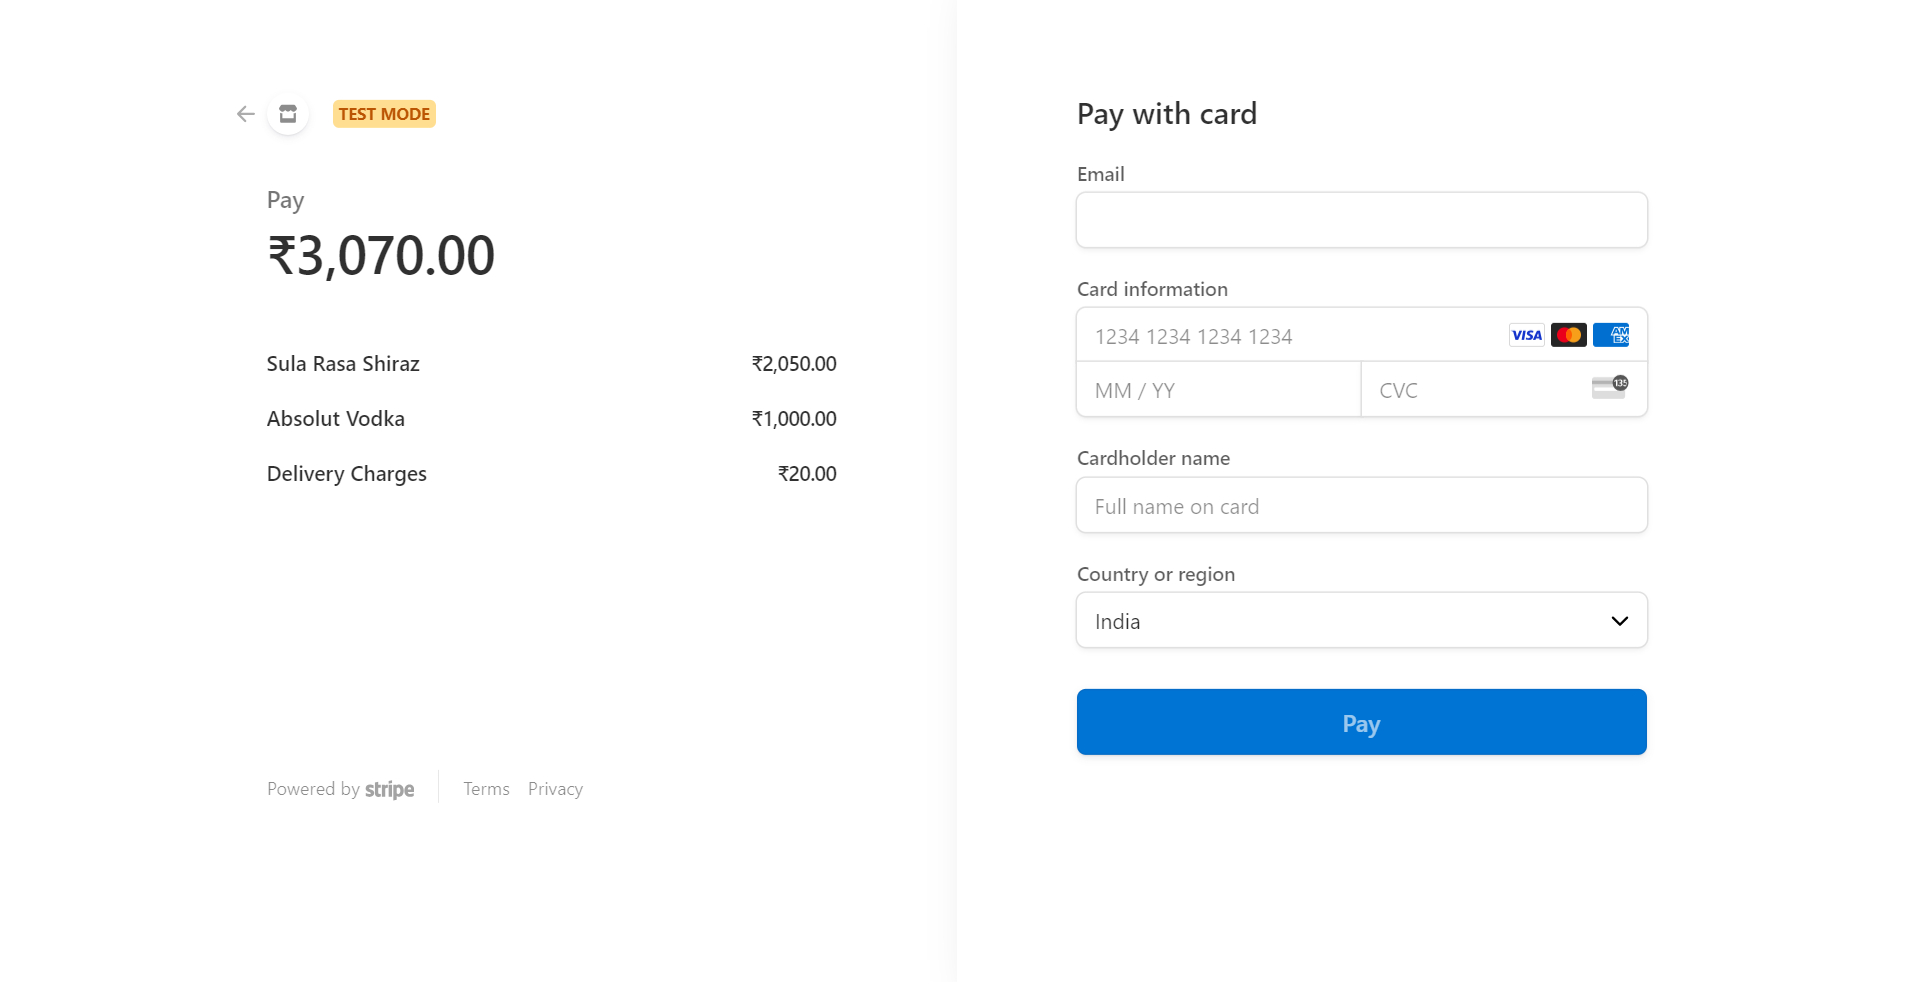 TEST MODE
Pay
₹3,070.00
Sula Rasa Shiraz ₹2,050.00
Absolut Vodka ₹1,000.00
Delivery Charges ₹20.00
Powered by stripe Terms Privacy
Pay with card
Email
Card information
1234 1234 1234 1234 VISA AM EX
MM / YY CVC 135
Cardholder name
Full name on card
Country or region
India
Pay